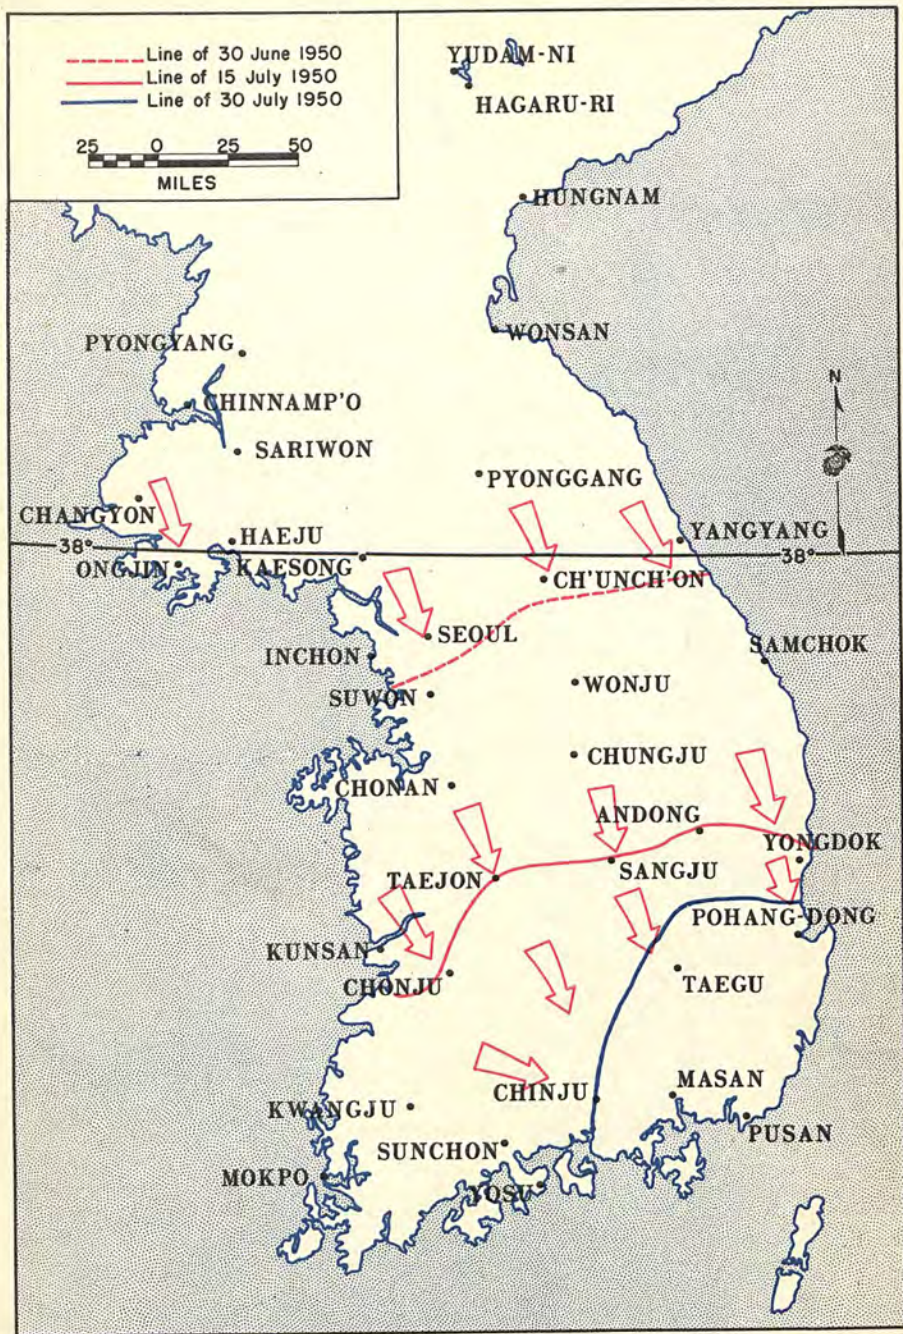 Line of 30 June 1950
Line of 15 July 1950
Line of 30 July 1950
25 0 25 50
MILES
YUDAM-NI
HAGARU-RI
HUNGNAM
WONSAN
PYONGYANG
N
CHINNAMP'O
SARIWON
PYONGGANG
CHANGYON
YANGYANG
HAEJU
38°
38°
ONGJIN
KAESONG
CH'UNCH'ON
SEOUL
SAMCHOK
INCHON
WONJU
SUWON
CHUNGJU
CHONAN
ANDONG
YONGDOK
TAEJON
SANGJU
POHANG-DONG
KUNSAN
CHONJU
TAEGU
CHINJU
MASAN
KWANGJU
PUSAN
SUNCHON
MOKPO
YOSU